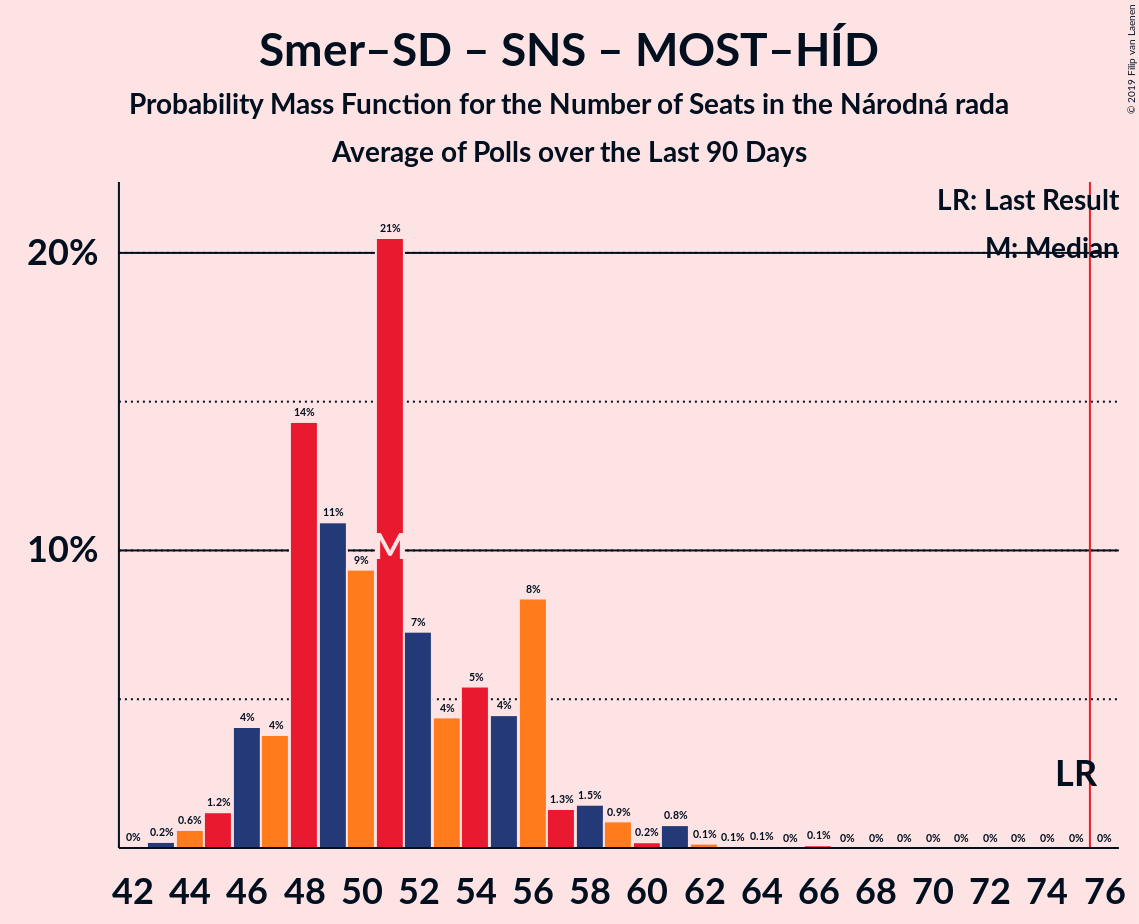 © 2019 Filip van Laenen
Smer–SD – SNS – MOST–HÍD
Probability Mass Function for the Number of Seats in the Národná rada
Average of Polls over the Last 90 Days
LR: Last Result
M: Median
20%
10%
0% 0.2% 0.6% 1.2% 4% 4% 14% 11% 9% 21% 7% 4% 5% 4% 8% 1.3% 1.5% 0.9% 0.2% 0.8% 0.1% 0.1% 0.1% 0% 0.1% 0% 0% 0% 0% 0% 0% 0% 0% 0% 0%
M
LR
42 44 46 48 50 52 54 56 58 60 62 64 66 68 70 72 74 76